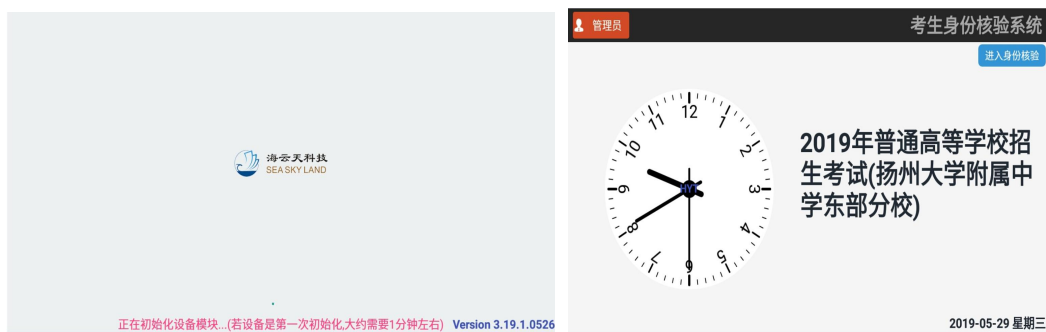 海云天科技
SEA SKY LAND
正在初始化设备模块...(若设备是第一次初始化,大约需要1分钟左右) Version 3.19.1.0526
管理员
考生身份核验系统
进入身份核验
12
1
2
3
4
5
6
7
8
9
10
11
HYT
2019年普通高等学校招
生考试(扬州大学附属中
学东部分校)
2019-05-29 星期三